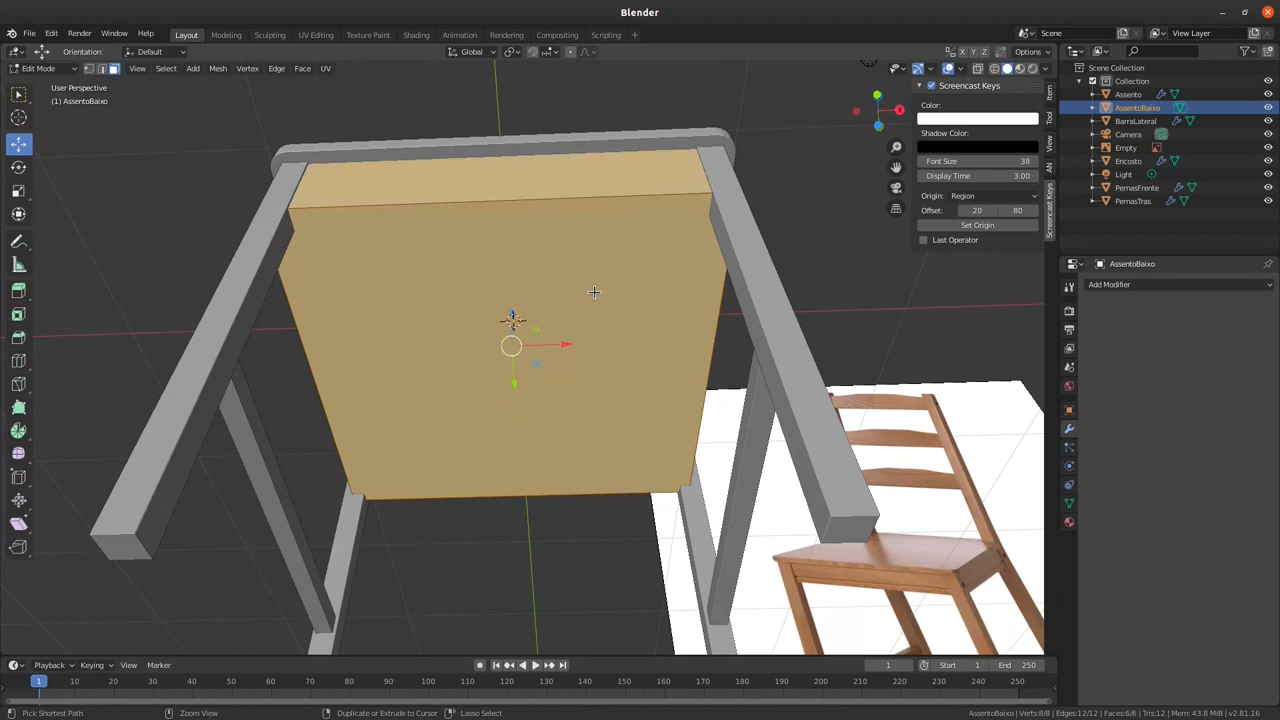 Blender
File Edit Render Window Help Layout Modeling Sculpting UV Editing Texture Paint Shading Animation Rendering Compositing Scripting + Scene View Layer
Orientation: Default Global X Y Z Options
Edit Mode View Select Add Mesh Vertex Edge Face UV
User Perspective
(1) AssentoBaixo
Screencast Keys
Color:
Shadow Color:
Font Size 38
Display Time 3.00
Origin: Region
Offset: 20 80
Set Origin
Last Operator
Item
Tool
View
AN
Screencast Keys
Scene Collection
Collection
Assento
AssentoBaixo
BarraLateral
Camera
Empty
Encosto
Light
PernasFrente
PernasTras
AssentoBaixo
Add Modifier
Playback Keying View Marker 1 Start 1 End 250
1 10 20 30 40 50 60 70 80 90 100 110 120 130 140 150 160 170 180 190 200 210 220 230 240 250
Pick Shortest Path Zoom View Duplicate or Extrude to Cursor Lasso Select AssentoBaixo | Verts:8/8 | Edges:12/12 | Faces:6/6 | Tris:12 | Mem: 43.8 MiB | v2.81.16